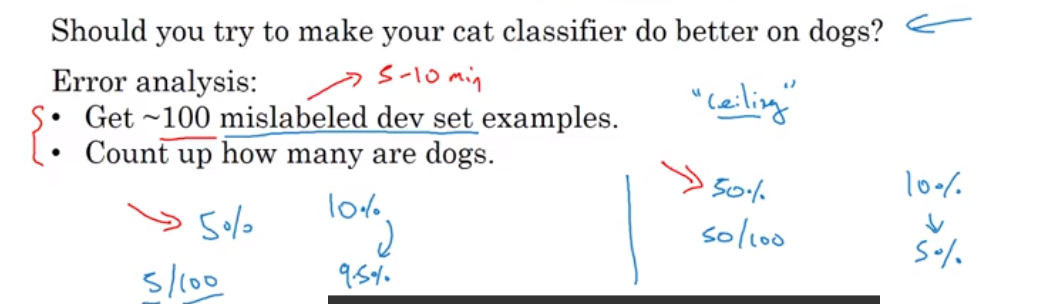 Should you try to make your cat classifier do better on dogs?
Error analysis:
5-10 min
"ceiling"
• Get ~100 mislabeled dev set examples.
• Count up how many are dogs.
5%
10%
5/100
9.5%
50%
10%
50/100
5%